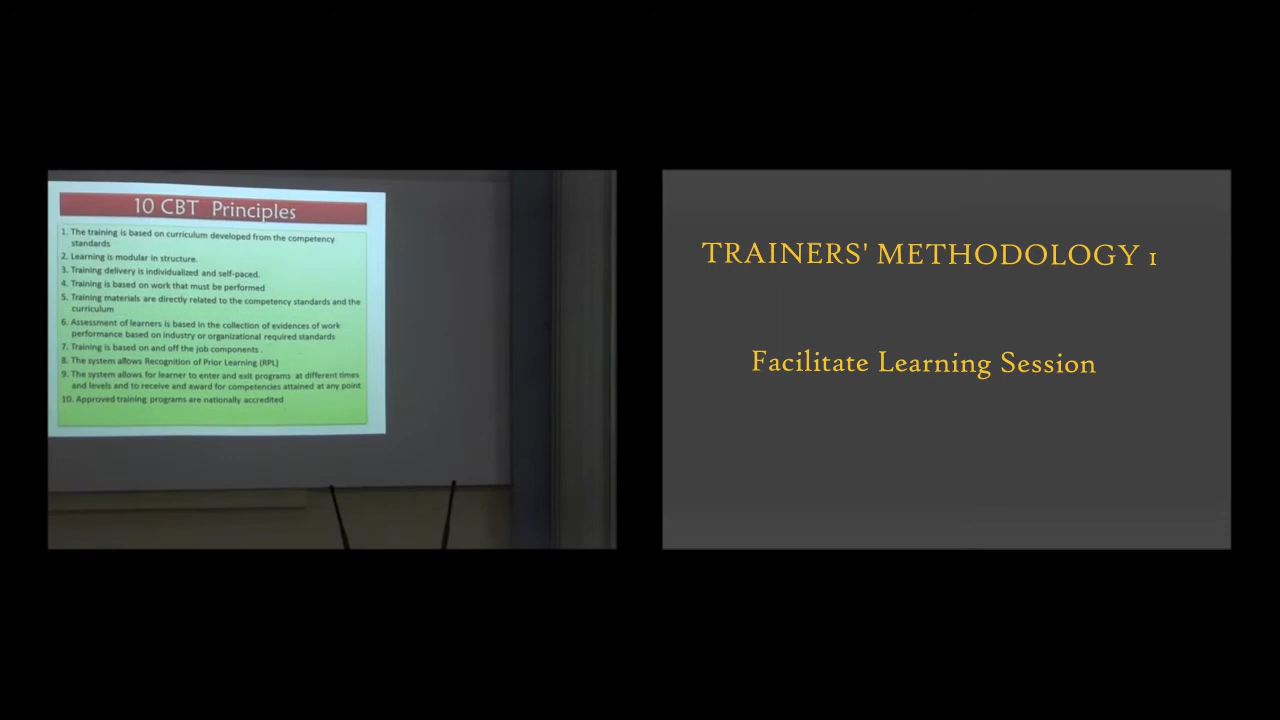 10 CBT Principles
1. The training is based on curriculum developed from the competency
standards
2. Learning is modular in structure.
3. Training delivery is individualized and self-paced.
4. Training is based on work that must be performed
5. Training materials are directly related to the competency standards and the
curriculum
6. Assessment of learners is based in the collection of evidences of work
performance based on industry or organizational required standards
7. Training is based on and off the job components .
8. The system allows Recognition of Prior Learning (RPL)
9. The system allows for learner to enter and exit programs at different times
and levels and to receive and award for competencies attained at any point
10. Approved training programs are nationally accredited
TRAINERS' METHODOLOGY 1
Facilitate Learning Session